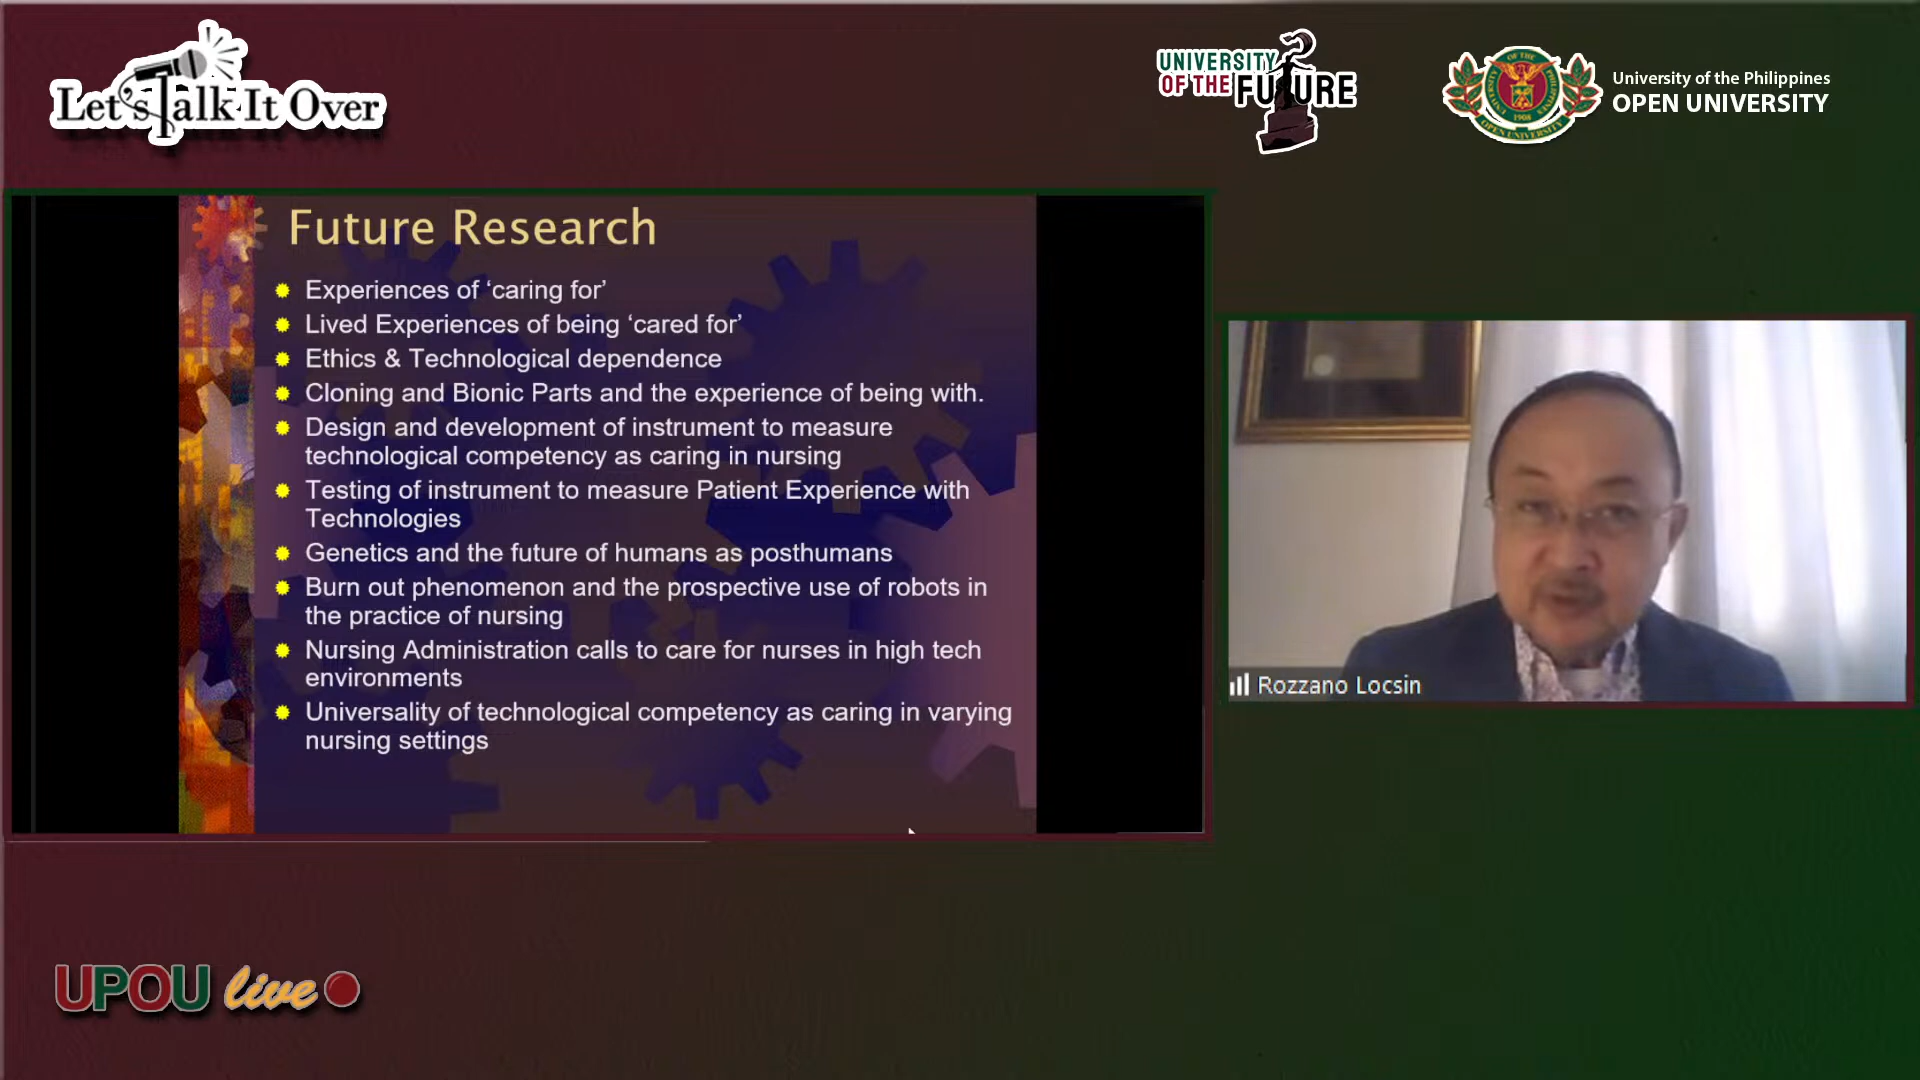 Let's Talk It Over
UNIVERSITY
OF THE FUTURE
OF THE
1908
OPEN UNIVERSITY
University of the Philippines
OPEN UNIVERSITY
Future Research
Experiences of ‘caring for’
Lived Experiences of being ‘cared for’
Ethics & Technological dependence
Cloning and Bionic Parts and the experience of being with.
Design and development of instrument to measure
technological competency as caring in nursing
Testing of instrument to measure Patient Experience with
Technologies
Genetics and the future of humans as posthumans
Burn out phenomenon and the prospective use of robots in
the practice of nursing
Nursing Administration calls to care for nurses in high tech
environments
Universality of technological competency as caring in varying
nursing settings
Rozzano Locsin
UPOU live